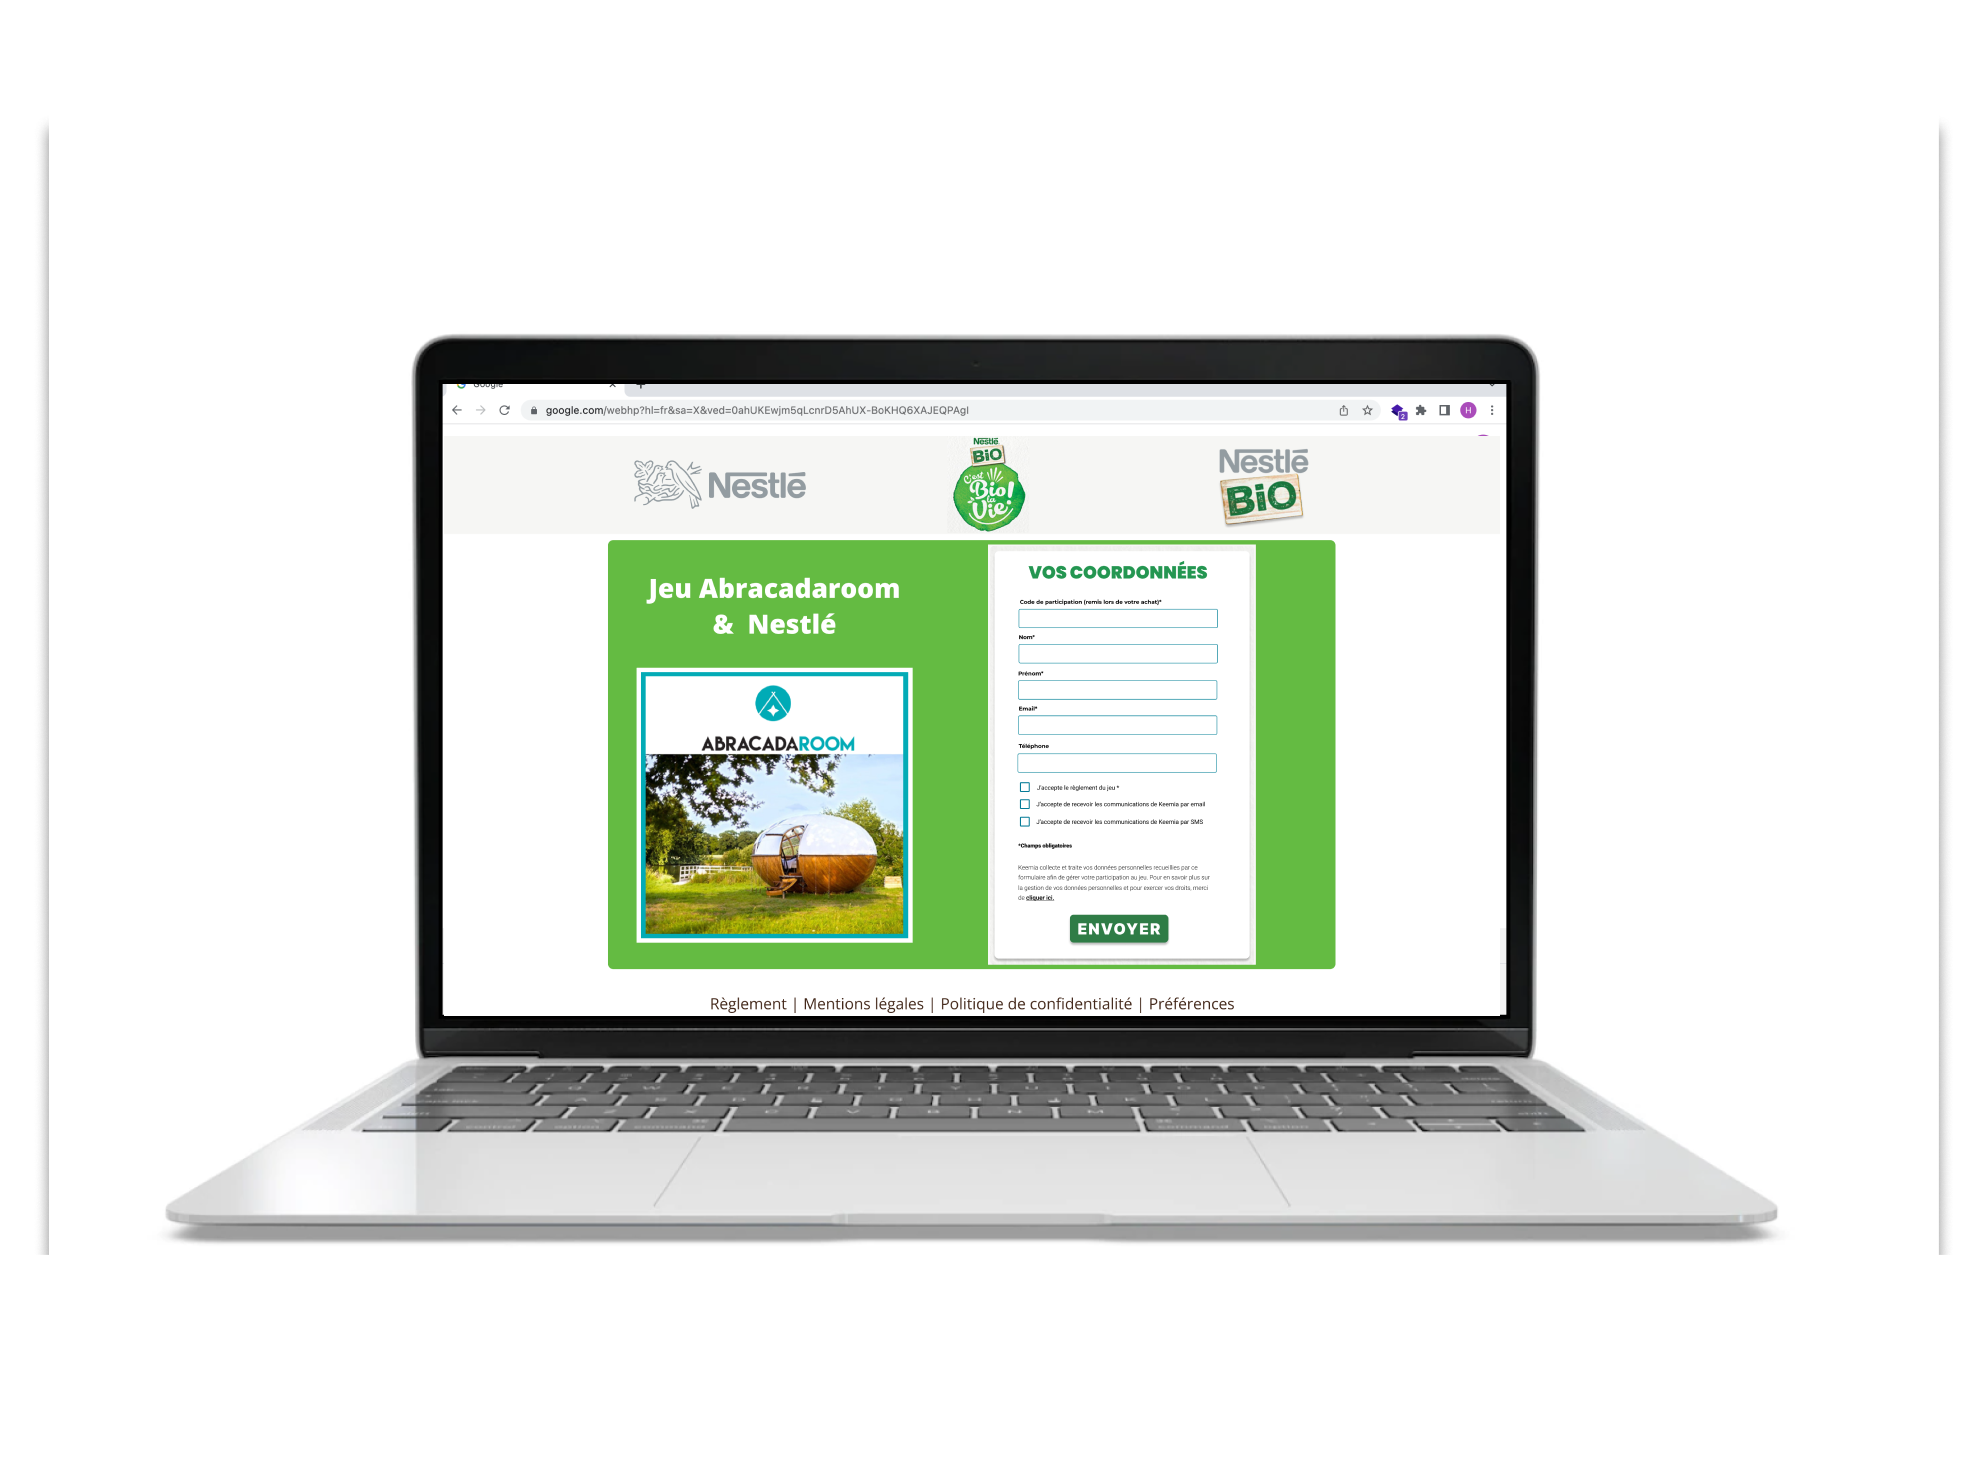 Google
google.com/webhp?hl=fr&sa=X&ved=0ahUKEwjm5qLcnrD5AhUX-BoKHQ6XAJEQPAgI
2
H
Nestlé
Nestlé
BiO
C'est
Bio
la
Vie!
Nestlé
BiO
Jeu Abracadaroom
& Nestlé
ABRACADAROOM
VOS COORDONNÉES
Code de participation (remis lors de votre achat)*
Nom*
Prénom*
Email*
Téléphone
J'accepte le règlement du jeu *
J'accepte de recevoir les communications de Keemia par email
J'accepte de recevoir les communications de Keemia par SMS
*Champs obligatoires
Keemia collecte et traite vos données personnelles recueillies par ce
formulaire afin de gérer votre participation au jeu. Pour en savoir plus sur
la gestion de vos données personnelles et pour exercer vos droits, merci
de cliquer ici.
ENVOYER
Règlement | Mentions légales | Politique de confidentialité | Préférences